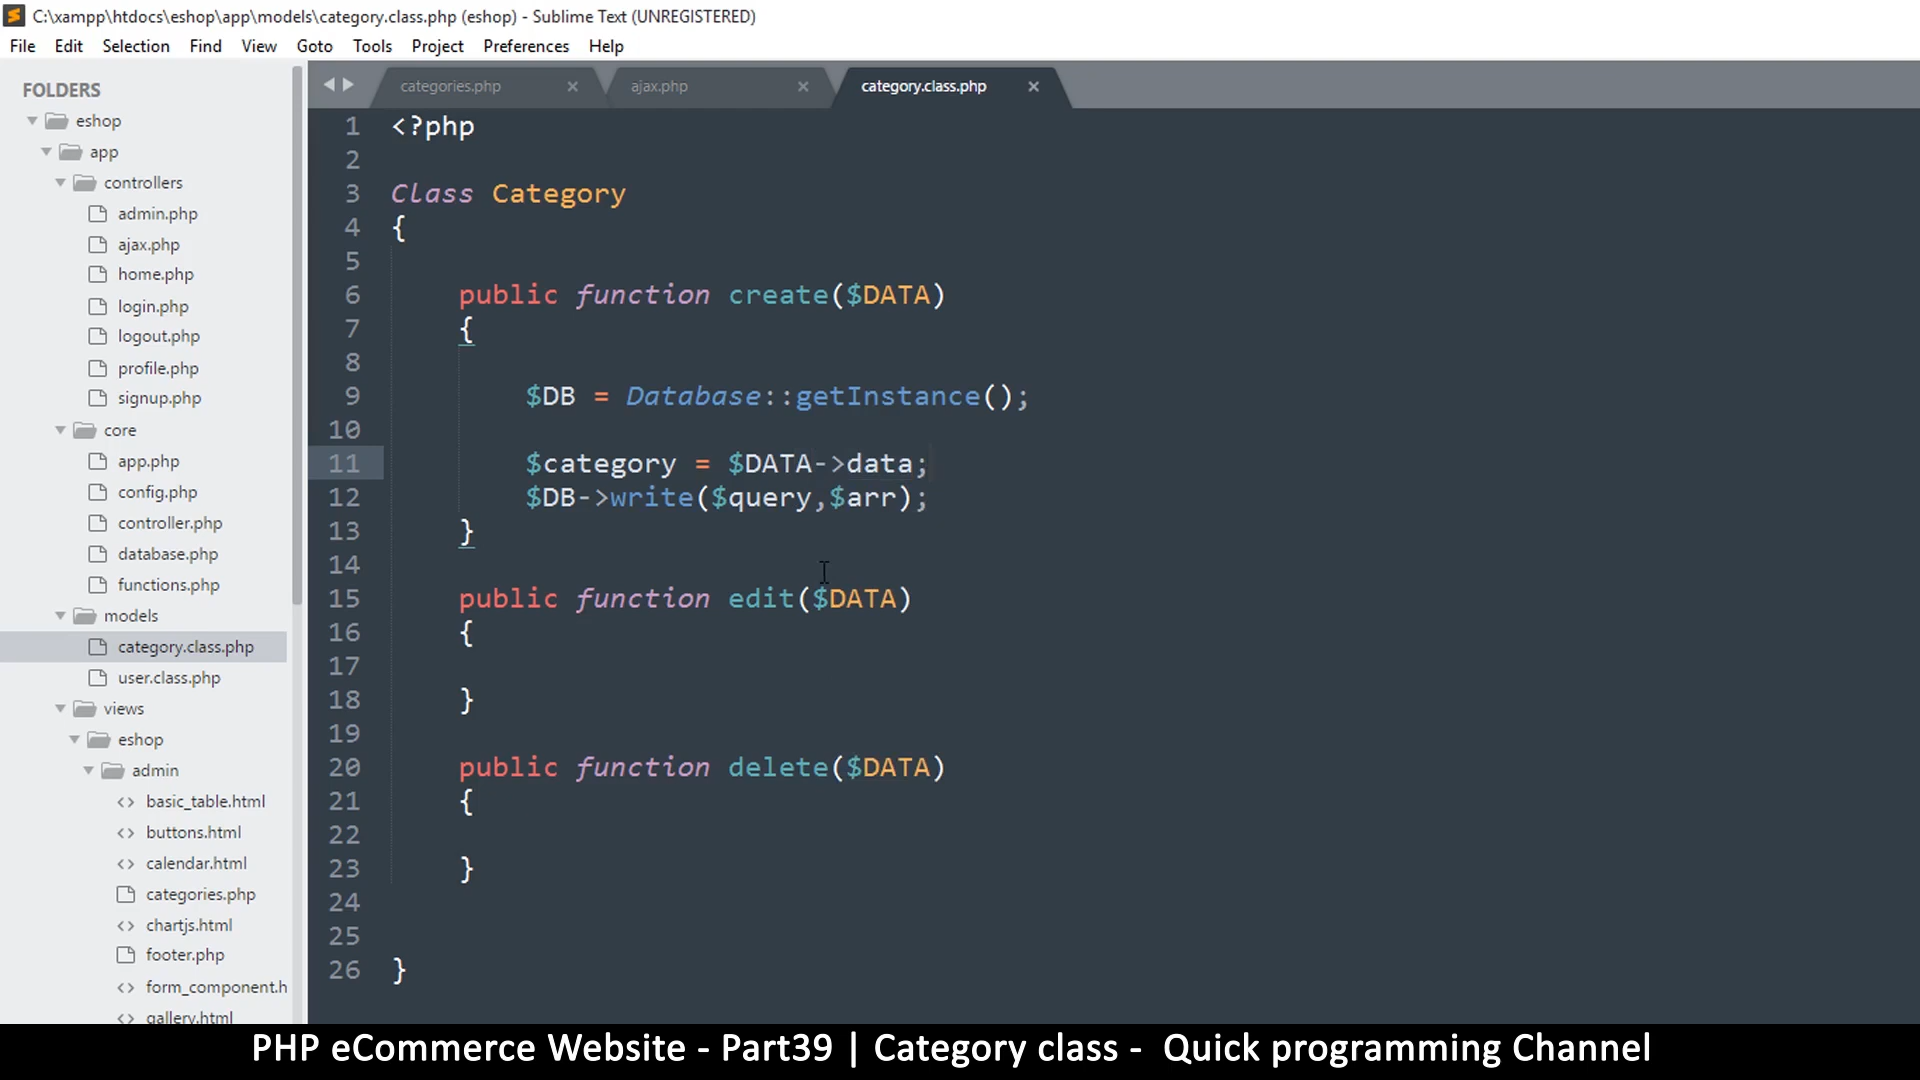 C:\xampp\htdocs\eshop\app\models\category.class.php (eshop) - Sublime Text (UNREGISTERED)
File Edit Selection Find View Goto Tools Project Preferences Help
FOLDERS
eshop
app
controllers
admin.php
ajax.php
home.php
login.php
logout.php
profile.php
signup.php
core
app.php
config.php
controller.php
database.php
functions.php
models
category.class.php
user.class.php
views
eshop
admin
basic_table.html
buttons.html
calendar.html
categories.php
chartjs.html
footer.php
form_component.h
gallery.html
categories.php ajax.php category.class.php
1 <?php
2
3 Class Category
4 {
5
6 public function create($DATA)
7 {
8
9 $DB = Database::getInstance();
10
11 $category = $DATA->data;
12 $DB->write($query,$arr);
13 }
14
15 public function edit($DATA)
16 {
17
18 }
19
20 public function delete($DATA)
21 {
22
23 }
24
25
26 }
PHP eCommerce Website - Part39 | Category class - Quick programming Channel